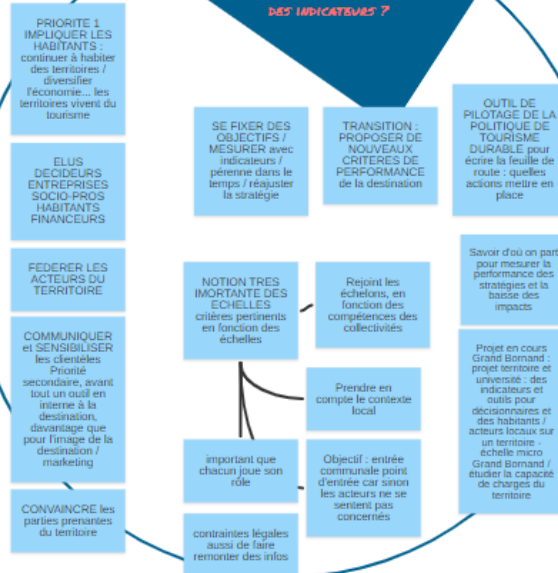 DES INDICATEURS ?
PRIORITE 1
IMPLIQUER LES
HABITANTS :
continuer à habiter
des territoires /
diversifier
l'économie... les
territoires vivent du
tourisme
ELUS
DECIDEURS
ENTREPRISES
SOCIO-PROS
HABITANTS
FINANCEURS
FEDERER LES
ACTEURS DU
TERRITOIRE
COMMUNIQUER
et SENSIBILISER
les clientèles
Priorité
secondaire, avant
tout un outil en
interne à la
destination,
davantage que
pour l'image de la
destination /
marketing
CONVAINCRE les
parties prenantes
du territoire
SE FIXER DES
OBJECTIFS /
MESURER avec
indicateurs /
pérenne dans le
temps / réajuster
la stratégie
TRANSITION :
PROPOSER DE
NOUVEAUX
CRITERES DE
PERFORMANCE
de la destination
OUTIL DE
PILOTAGE DE LA
POLITIQUE DE
TOURISME
DURABLE pour
écrire la feuille de
route : quelles
actions mettre en
place
NOTION TRES
IMORTANTE DES
ECHELLES
critères pertinents
en fonction des
échelles
Rejoint les
échelons, en
fonction des
compétences des
collectivités
Prendre en
compte le contexte
local
important que
chacun joue son
rôle
Objectif : entrée
communale point
d'entrée car sinon
les acteurs ne se
sentent pas
concernés
contraintes légales
aussi de faire
remonter des infos
Savoir d'où on part
pour mesurer la
performance des
stratégies et la
baisse des
impacts
Projet en cours
Grand Bornand :
projet territoire et
université : des
indicateurs et
outils pour
décisionnaires et
des habitants /
acteurs locaux sur
un territoire -
échelle micro
Grand Bornand /
étudier la capacité
de charges du
territoire